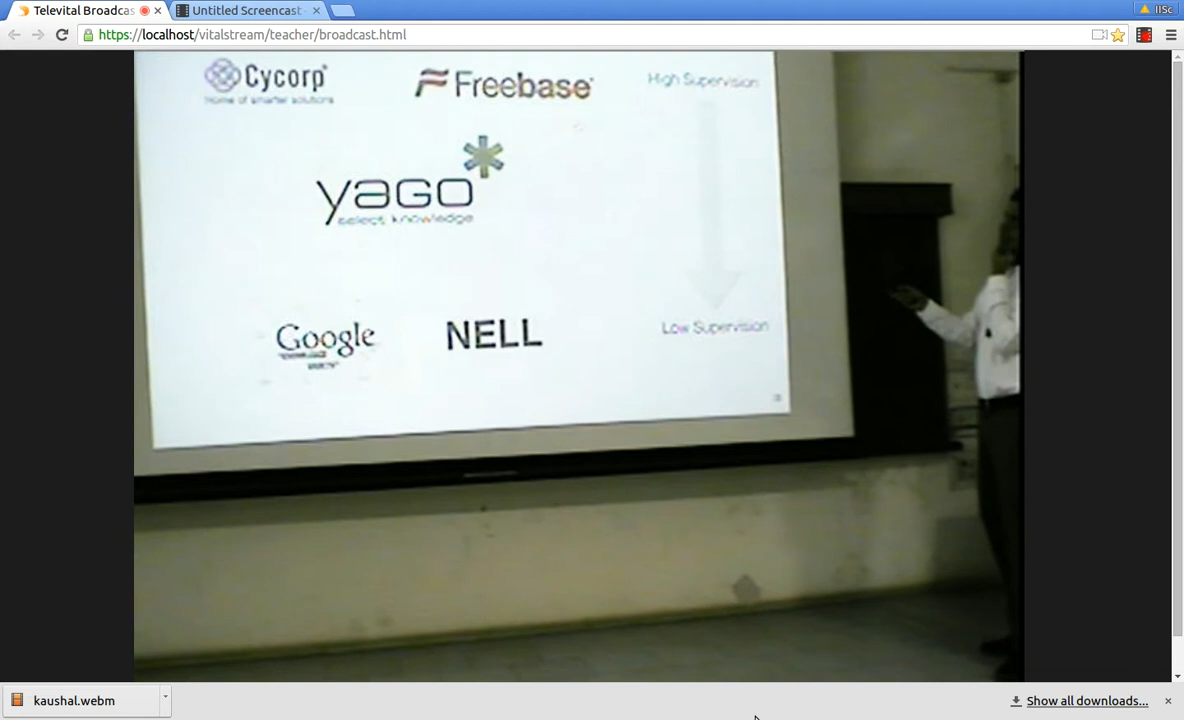 Televital Broadcas
Untitled Screencast
IISc
https://localhost/vitalstream/teacher/broadcast.html
Cycorp
Home of smarter solutions
Freebase
High Supervision
yago
select knowledge
Google
NELL
Low Supervision
kaushal.webm
Show all downloads...